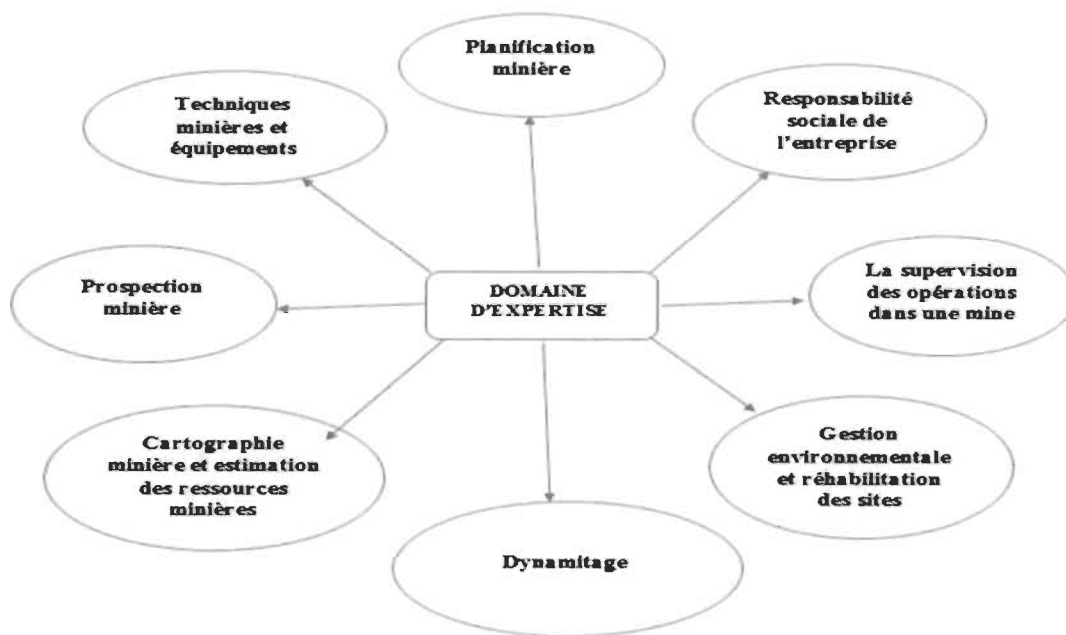 Planification
minière
Techniques
minières et
équipements
Responsabilité
sociale de
l'entreprise
Prospection
minière
DOMAINE
D'EXPERTISE
La supervision
des opérations
dans une mine
Cartographie
minière et estimation
des ressources
minières
Gestion
environnementale
et réhabilitation
des sites
Dynamitage